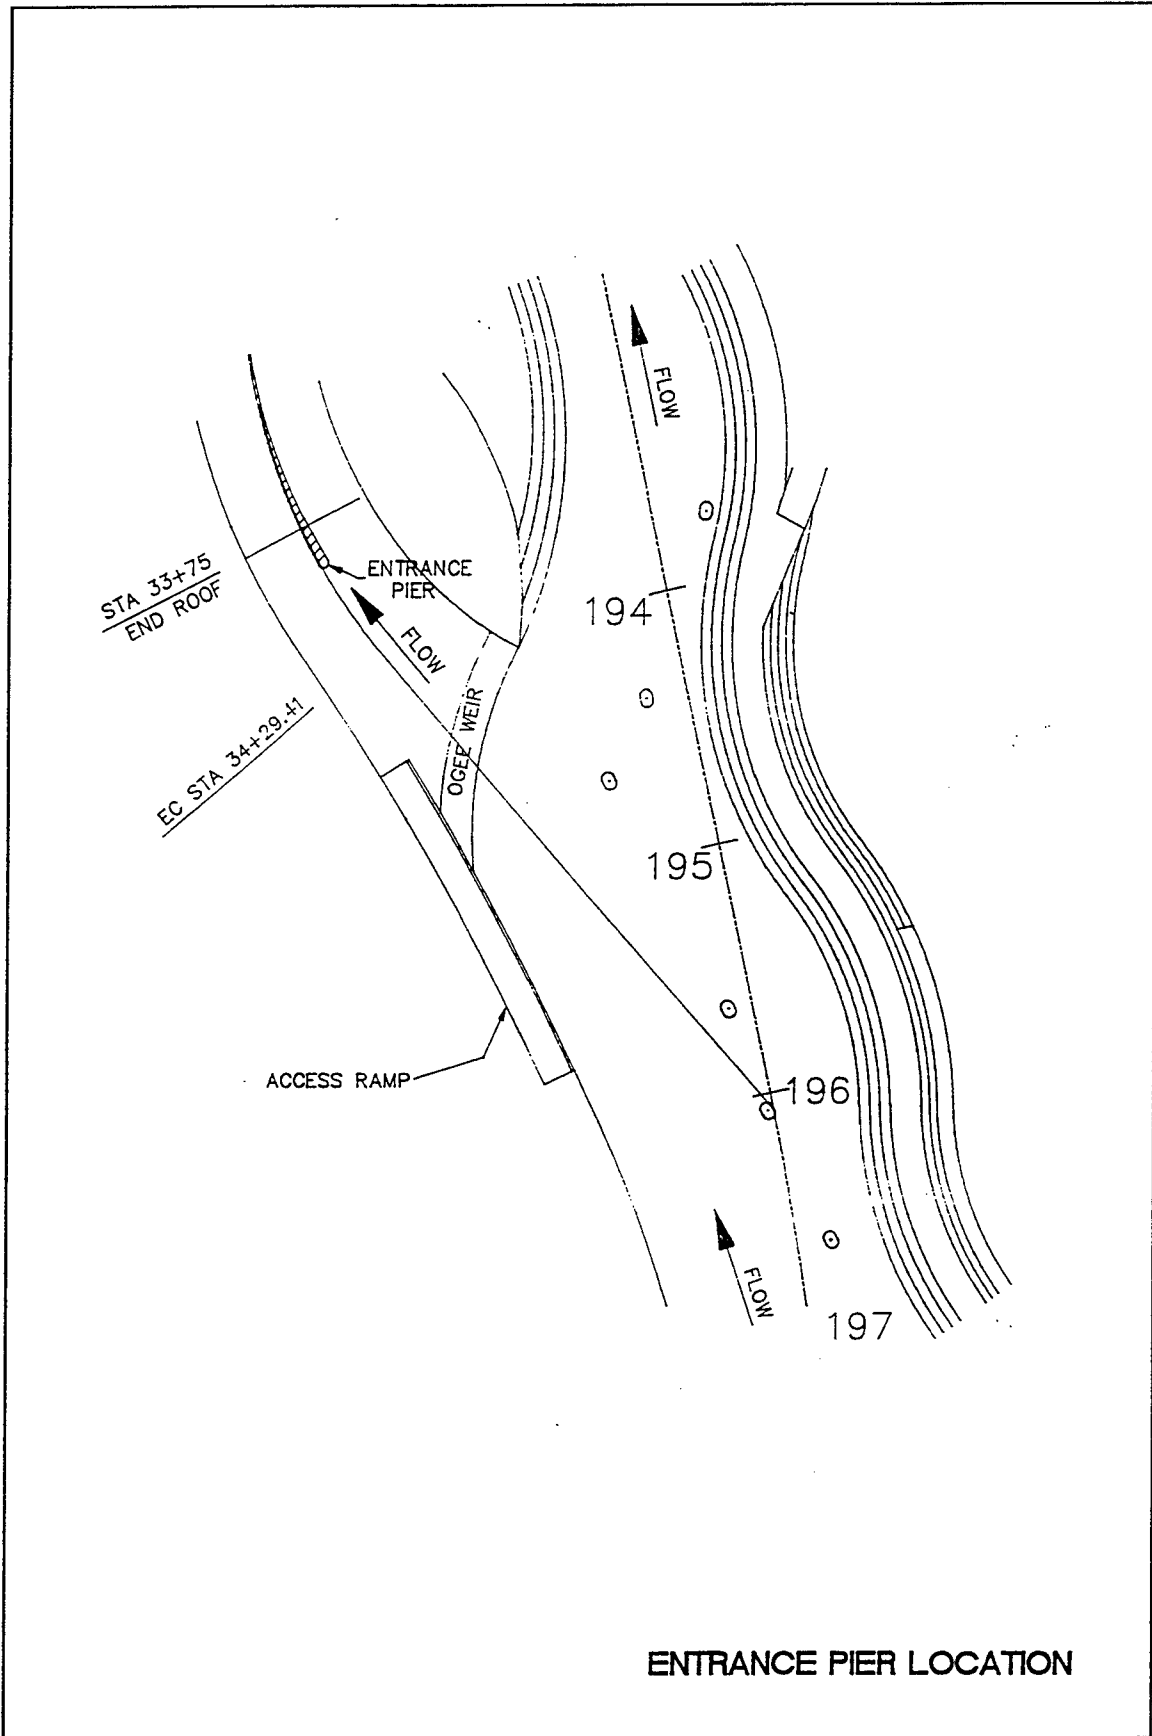 FLOW
STA 33+75
END ROOF
ENTRANCE
PIER
194
FLOW
EC STA 34+29.41
OGEE WEIR
195
ACCESS RAMP
196
FLOW
197
ENTRANCE PIER LOCATION